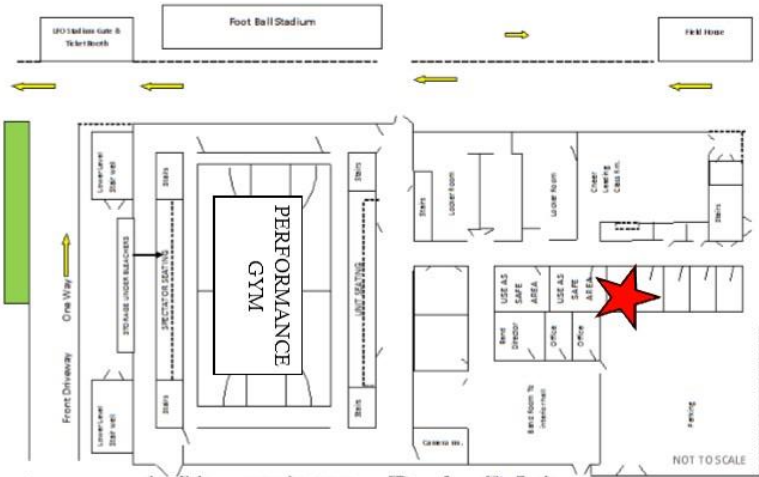 LFO Stadium Gate &
Ticket Booth
Foot Ball Stadium
Field House
Lower Level
Stair well
Stairs
Stairs
Stairs
Locker Room
Locker Room
Cheer
Leading
Class Rm.
Stairs
One Way
STORAGE UNDER BLEACHERS
SPECTATOR SEATING
PERFORMANCE
GYM
UNIT SEATING
USE AS
SAFE
AREA
USE AS
SAFE
AREA
Band
Director
Office
Office
Front Driveway
Lower Level
Stair well
Stairs
Stairs
Band Room To
Parking
NOT TO SCALE